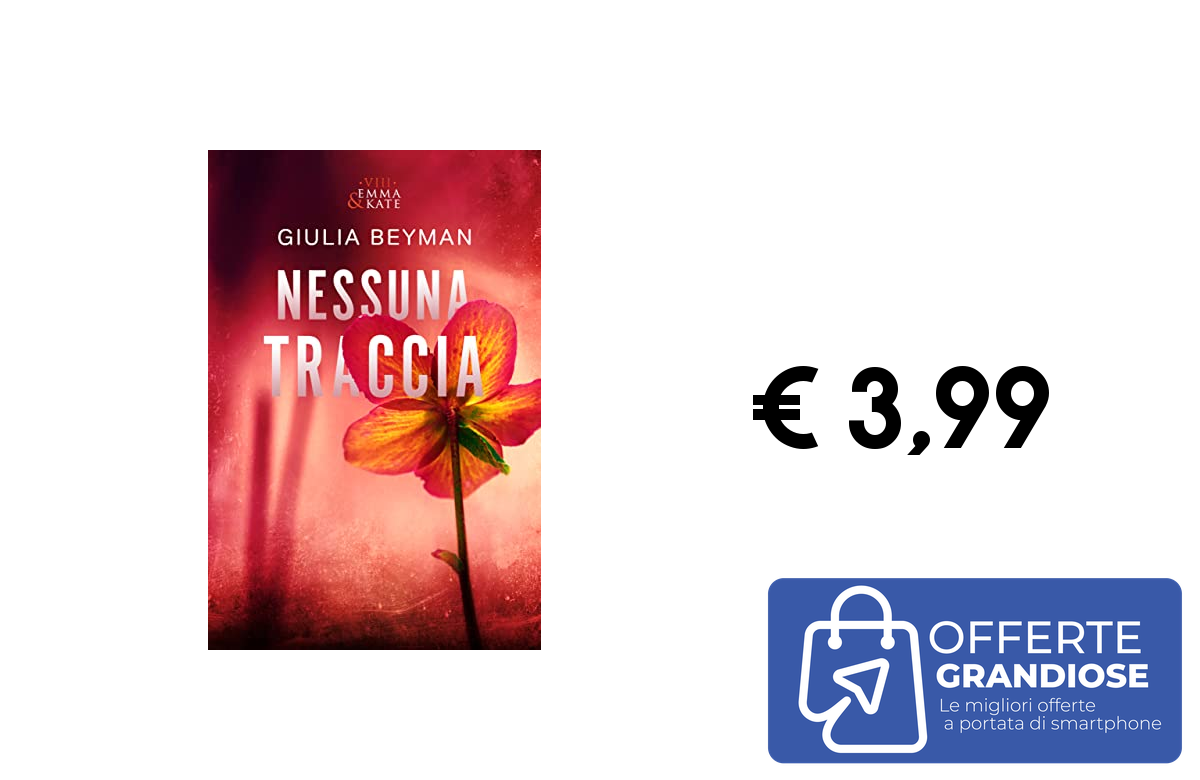 ·VIII·
EMMA
& KATE
GIULIA BEYMAN
NESSUNA
TRACCIA
€ 3,99
OFFERTE
GRANDIOSE
Le migliori offerte
a portata di smartphone